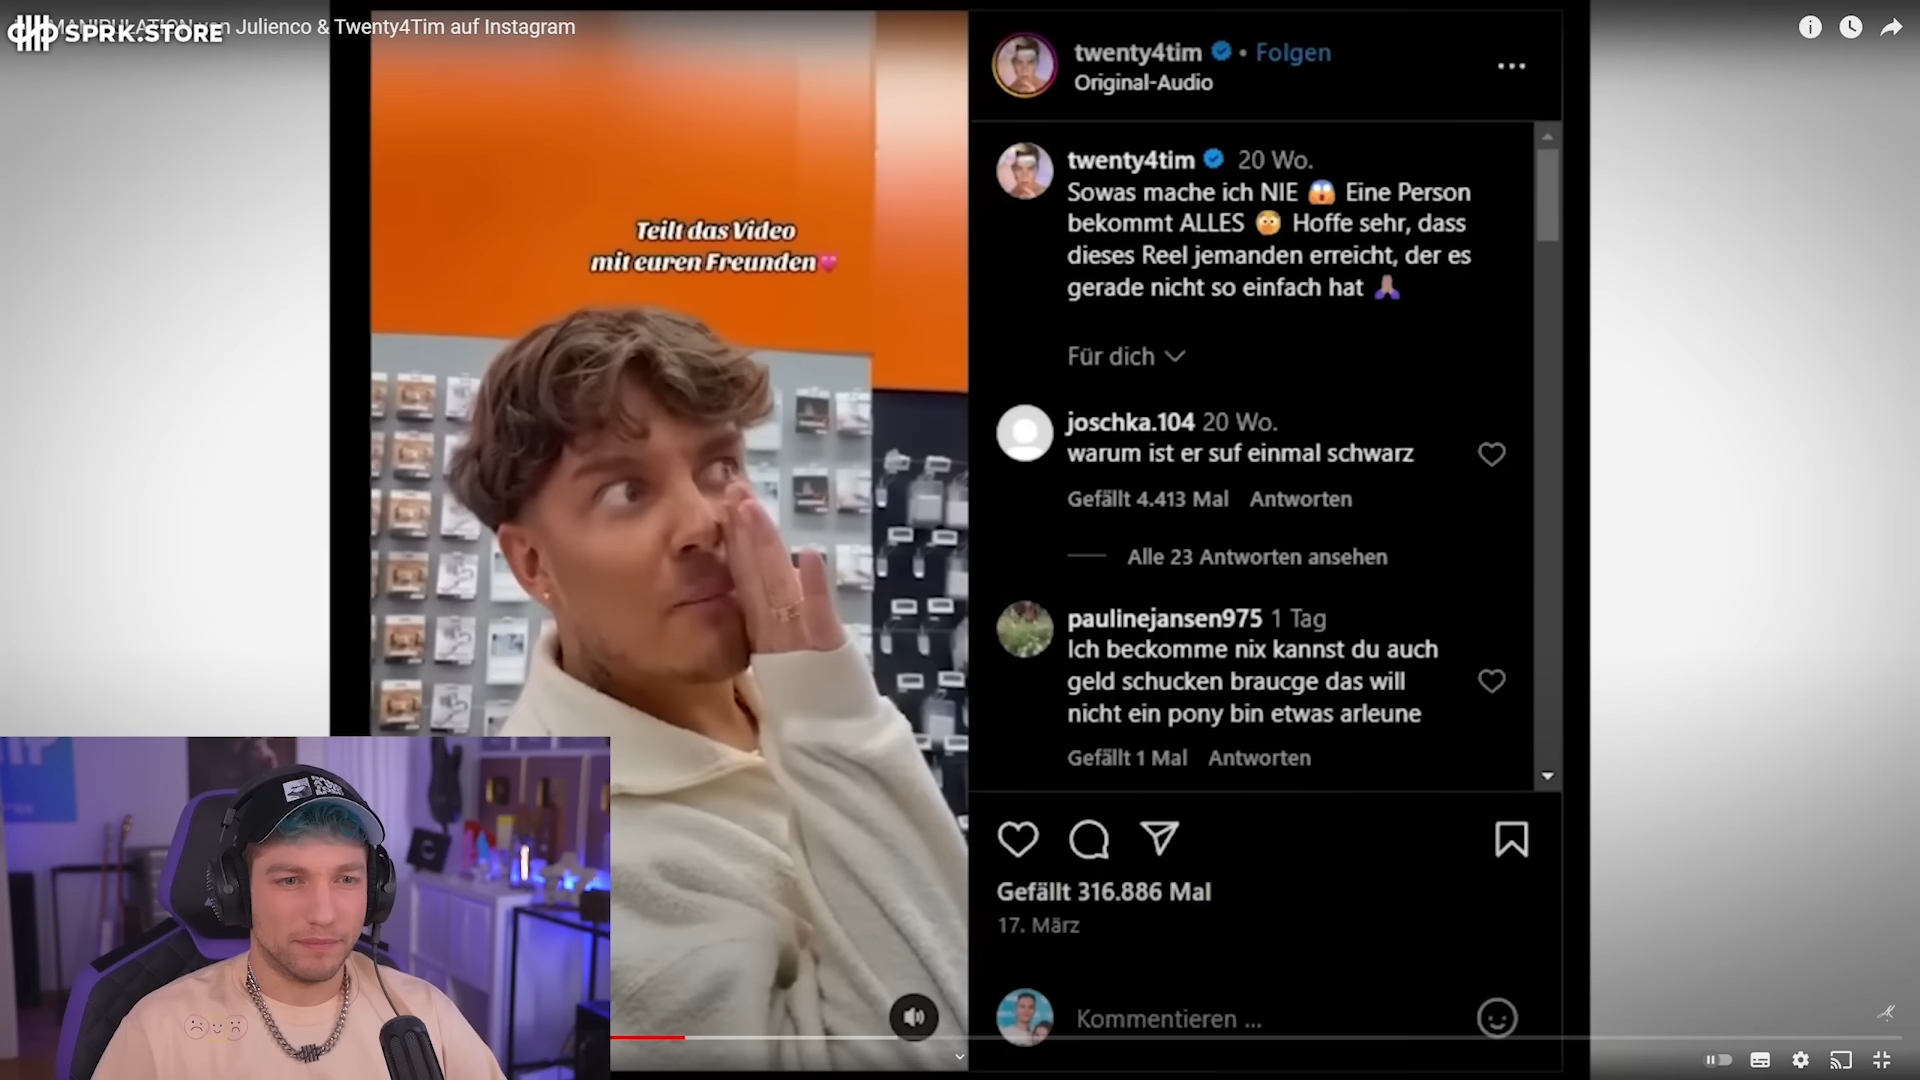 SPRK.STORE
Julienco & Twenty4Tim auf Instagram
Teilt das Video
mit euren Freunden💗
twenty4tim • Folgen
Original-Audio
twenty4tim 20 Wo.
Sowas mache ich NIE 😱 Eine Person
bekommt ALLES 🫣 Hoffe sehr, dass
dieses Reel jemanden erreicht, der es
gerade nicht so einfach hat 🙏🏽
Für dich
joschka.104 20 Wo.
warum ist er suf einmal schwarz
Gefällt 4.413 Mal Antworten
Alle 23 Antworten ansehen
paulinejansen975 1 Tag
Ich beckomme nix kannst du auch
geld schucken braucge das will
nicht ein pony bin etwas arleune
Gefällt 1 Mal Antworten
Gefällt 316.886 Mal
17. März
Kommentieren ...